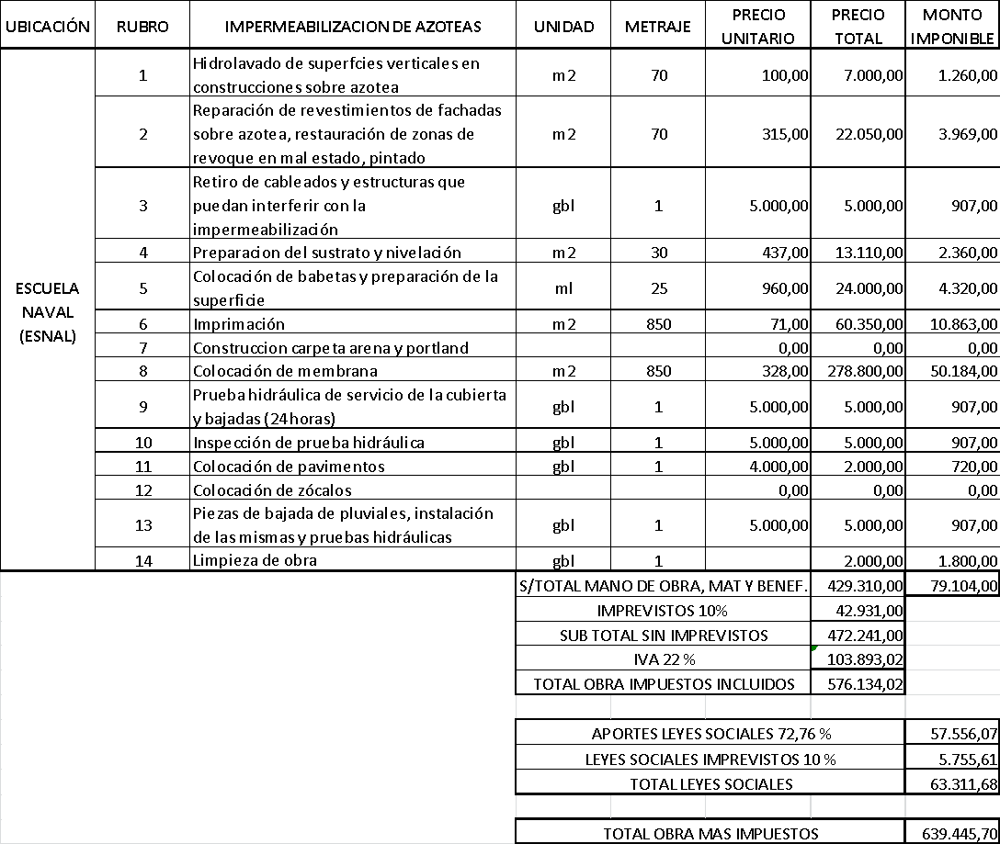 UBICACIÓN RUBRO IMPERMEABILIZACION DE AZOTEAS UNIDAD METRAJE PRECIO UNITARIO PRECIO TOTAL MONTO IMPONIBLE
ESCUELA NAVAL (ESNAL)
1 Hidrolavado de superfcies verticales en construcciones sobre azotea m2 70 100,00 7.000,00 1.260,00
2 Reparación de revestimientos de fachadas sobre azotea, restauración de zonas de revoque en mal estado, pintado m2 70 315,00 22.050,00 3.969,00
3 Retiro de cableados y estructuras que puedan interferir con la impermeabilización gbl 1 5.000,00 5.000,00 907,00
4 Preparacion del sustrato y nivelación m2 30 437,00 13.110,00 2.360,00
5 Colocación de babetas y preparación de la superficie ml 25 960,00 24.000,00 4.320,00
6 Imprimación m2 850 71,00 60.350,00 10.863,00
7 Construccion carpeta arena y portland 0,00 0,00 0,00
8 Colocación de membrana m2 850 328,00 278.800,00 50.184,00
9 Prueba hidráulica de servicio de la cubierta y bajadas (24 horas) gbl 1 5.000,00 5.000,00 907,00
10 Inspección de prueba hidráulica gbl 1 5.000,00 5.000,00 907,00
11 Colocación de pavimentos gbl 1 4.000,00 2.000,00 720,00
12 Colocación de zócalos 0,00 0,00 0,00
13 Piezas de bajada de pluviales, instalación de las mismas y pruebas hidráulicas gbl 1 5.000,00 5.000,00 907,00
14 Limpieza de obra gbl 1 2.000,00 1.800,00
S/TOTAL MANO DE OBRA, MAT Y BENEF. 429.310,00 79.104,00
IMPREVISTOS 10% 42.931,00
SUB TOTAL SIN IMPREVISTOS 472.241,00
IVA 22 % 103.893,02
TOTAL OBRA IMPUESTOS INCLUIDOS 576.134,02
APORTES LEYES SOCIALES 72,76 % 57.556,07
LEYES SOCIALES IMPREVISTOS 10 % 5.755,61
TOTAL LEYES SOCIALES 63.311,68
TOTAL OBRA MAS IMPUESTOS 639.445,70